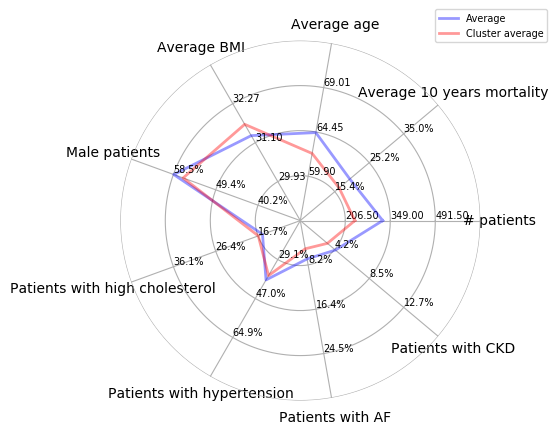 Average
Cluster average
Average age
Average BMI
69.01
Average 10 years mortality
32.27
35.0%
64.45
31.10
Male patients
25.2%
58.5%
59.90
29.93
49.4%
15.4%
40.2%
206.50
349.00
491.50
# patients
16.7%
4.2%
26.4%
29.1%
8.2%
36.1%
8.5%
Patients with high cholesterol
47.0%
16.4%
12.7%
64.9%
24.5%
Patients with CKD
Patients with hypertension
Patients with AF